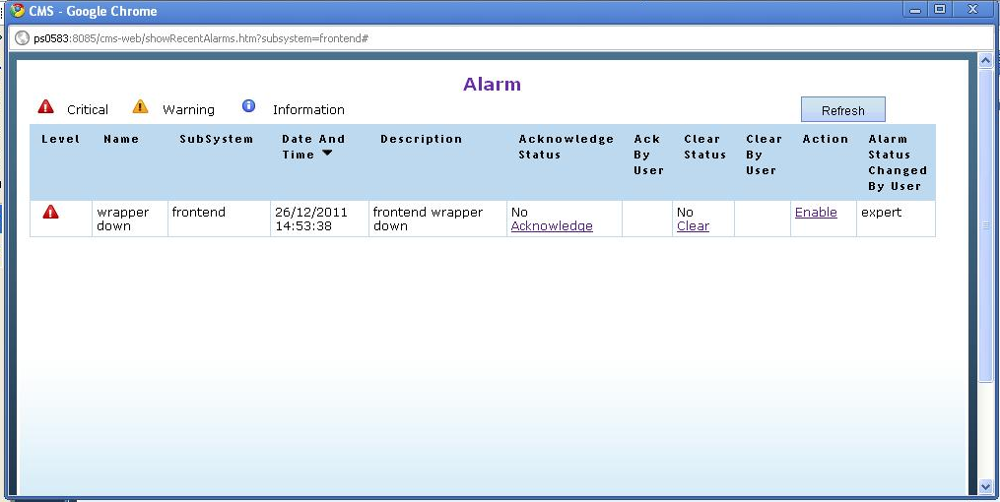 CMS - Google Chrome
ps0583:8085/cms-web/showRecentAlarms.htm?subsystem=frontend#
Alarm
Critical Warning Information Refresh
Level Name SubSystem Date And Time Description Acknowledge Status Ack By User Clear Status Clear By User Action Alarm Status Changed By User
wrapper down frontend 26/12/2011 14:53:38 frontend wrapper down No Acknowledge No Clear Enable expert